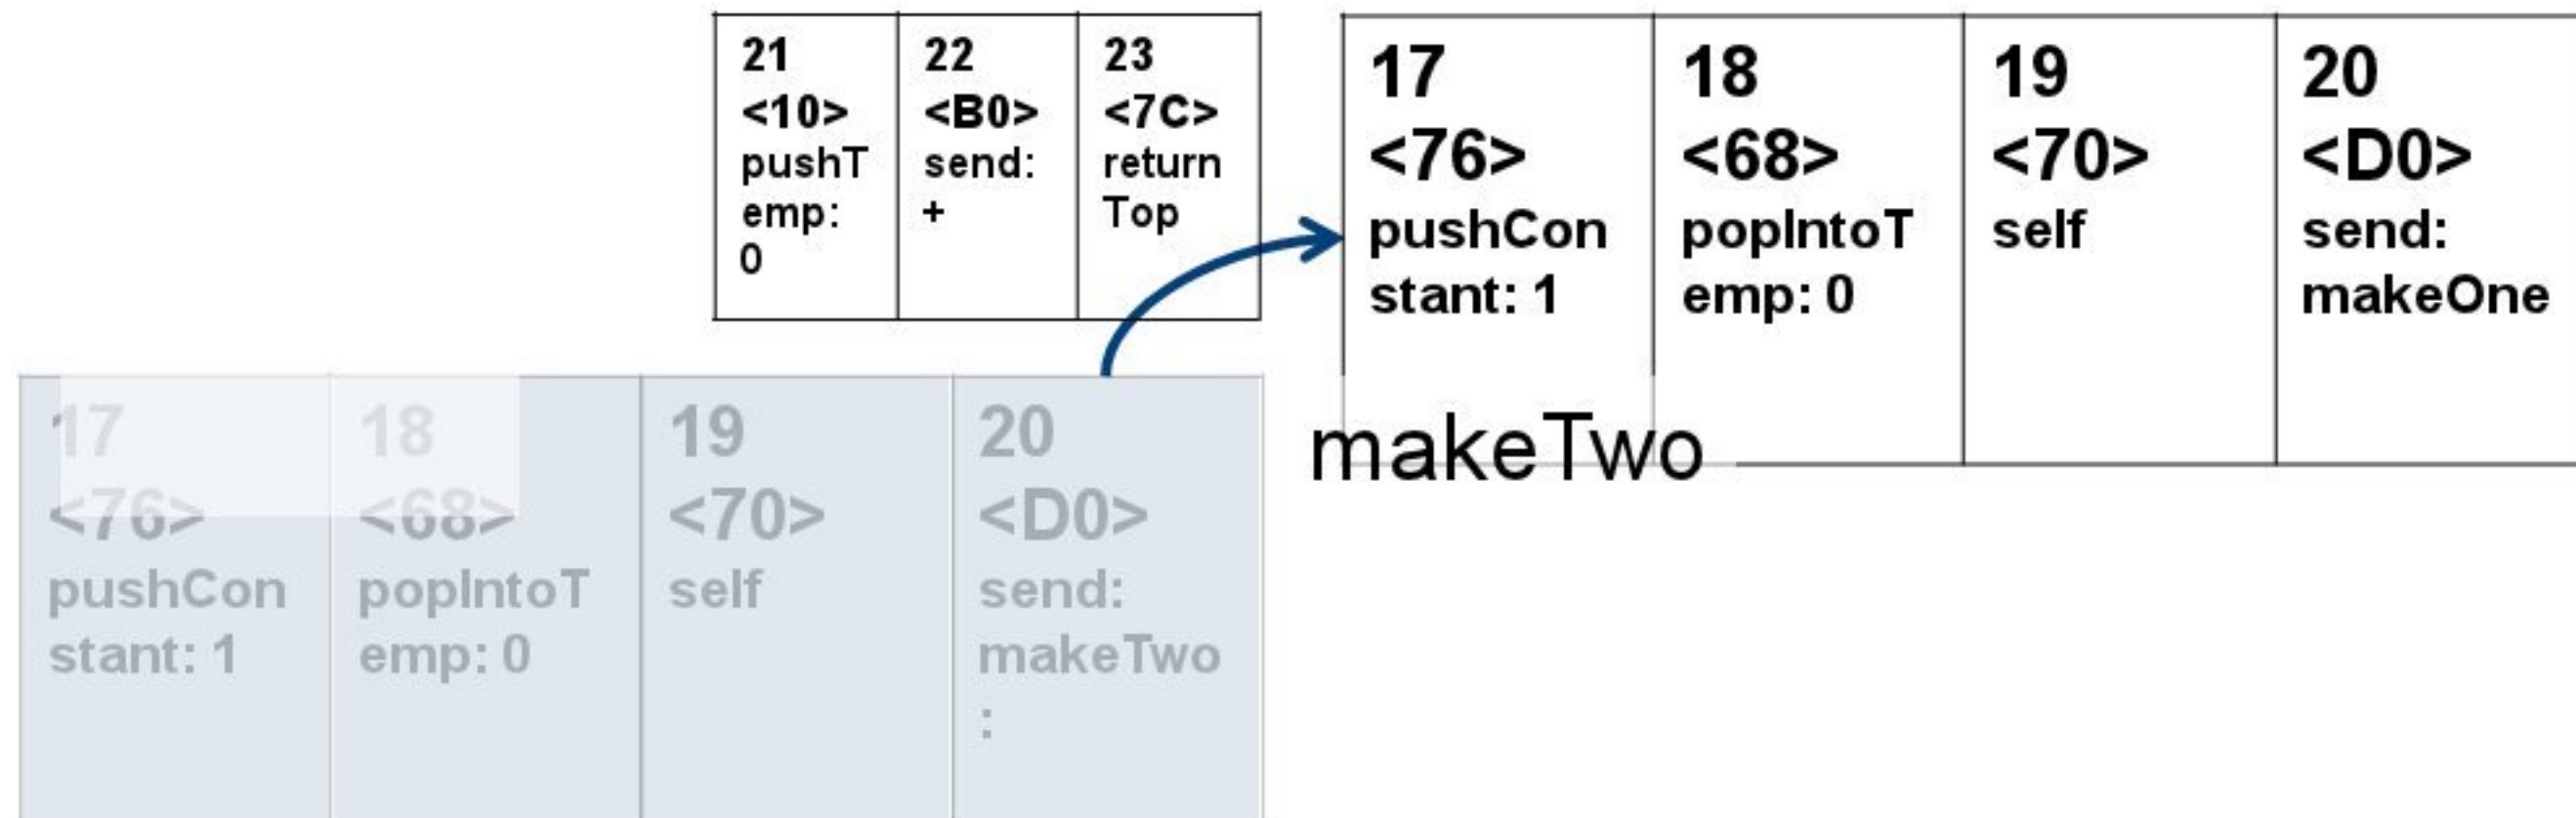 21
<10>
pushT
emp:
0
22
<B0>
send:
+
23
<7C>
return
Top
17
<76>
pushCon
stant: 1
18
<68>
popIntoT
emp: 0
19
<70>
self
20
<D0>
send:
makeOne
makeTwo
17
<76>
pushCon
stant: 1
18
<68>
popIntoT
emp: 0
19
<70>
self
20
<D0>
send:
makeTwo
: